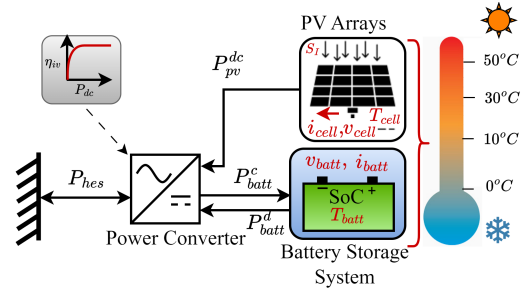 PV Arrays
η_iv
P_dc
P_pv^dc
S_I
T_cell
i_cell, v_cell
50°C
30°C
10°C
0°C
P_hes
P_batt^c
P_batt^d
v_batt, i_batt
− SoC +
T_batt
Power Converter
Battery Storage
System